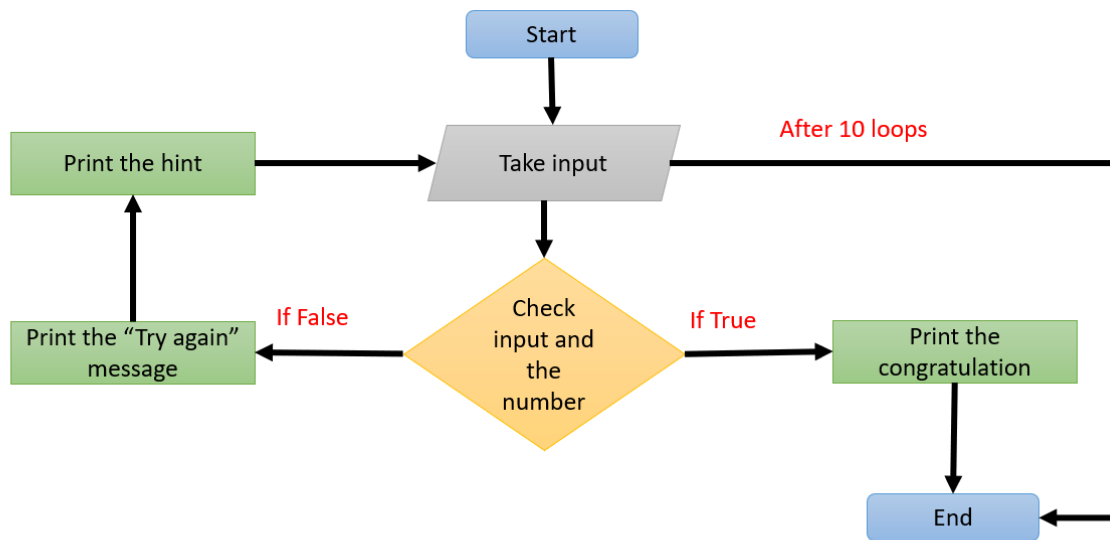 Start
After 10 loops
Print the hint
Take input
Check
input and
the
number
If False
If True
Print the “Try again”
message
Print the
congratulation
End